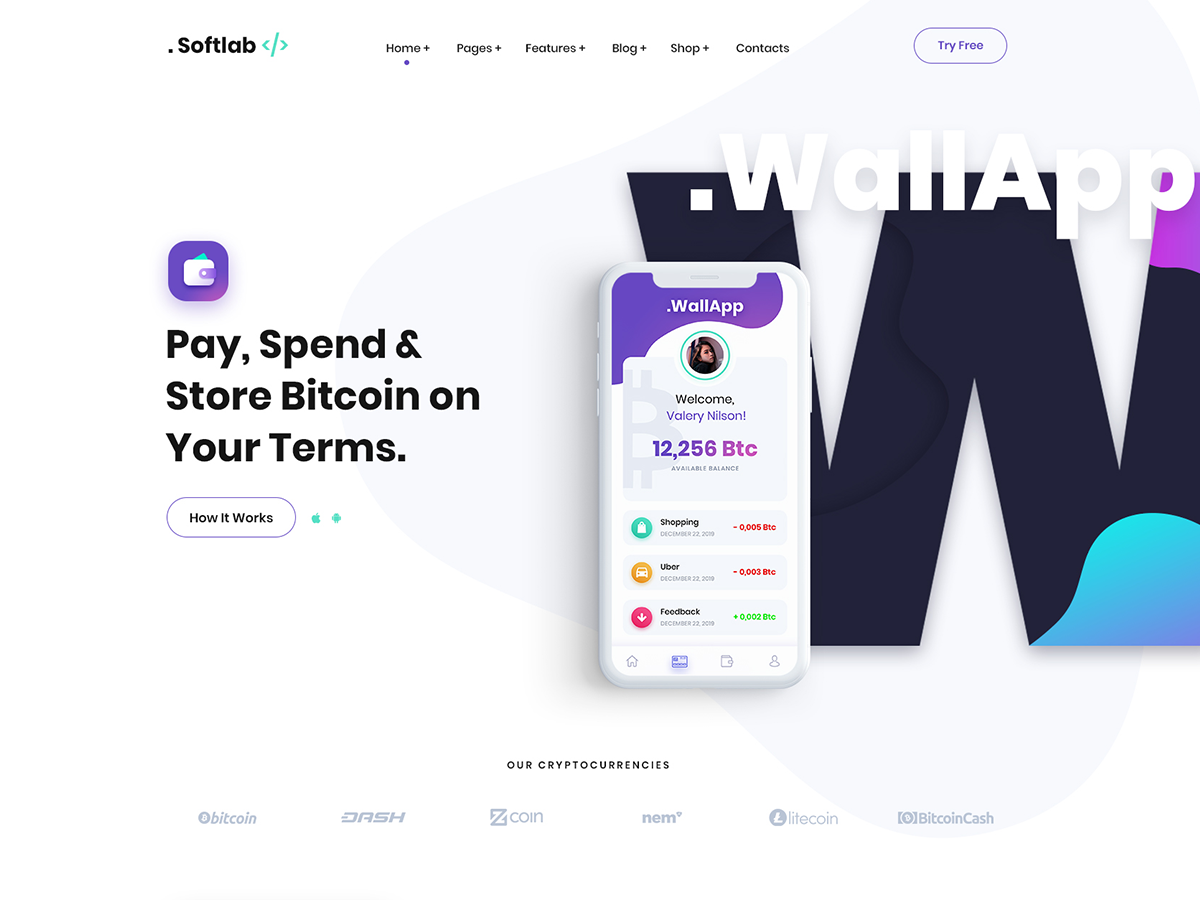 . Softlab </>
Home + Pages + Features + Blog + Shop + Contacts
Try Free
.WallApp
Pay, Spend &
Store Bitcoin on
Your Terms.
How It Works
.WallApp
Welcome,
Valery Nilson!
12,256 Btc
AVAILABLE BALANCE
Shopping
DECEMBER 22, 2019
- 0,005 Btc
Uber
DECEMBER 22, 2019
- 0,003 Btc
Feedback
DECEMBER 22, 2019
+ 0,002 Btc
OUR CRYPTOCURRENCIES
bitcoin DASH ZCOIN nem litecoin BitcoinCash